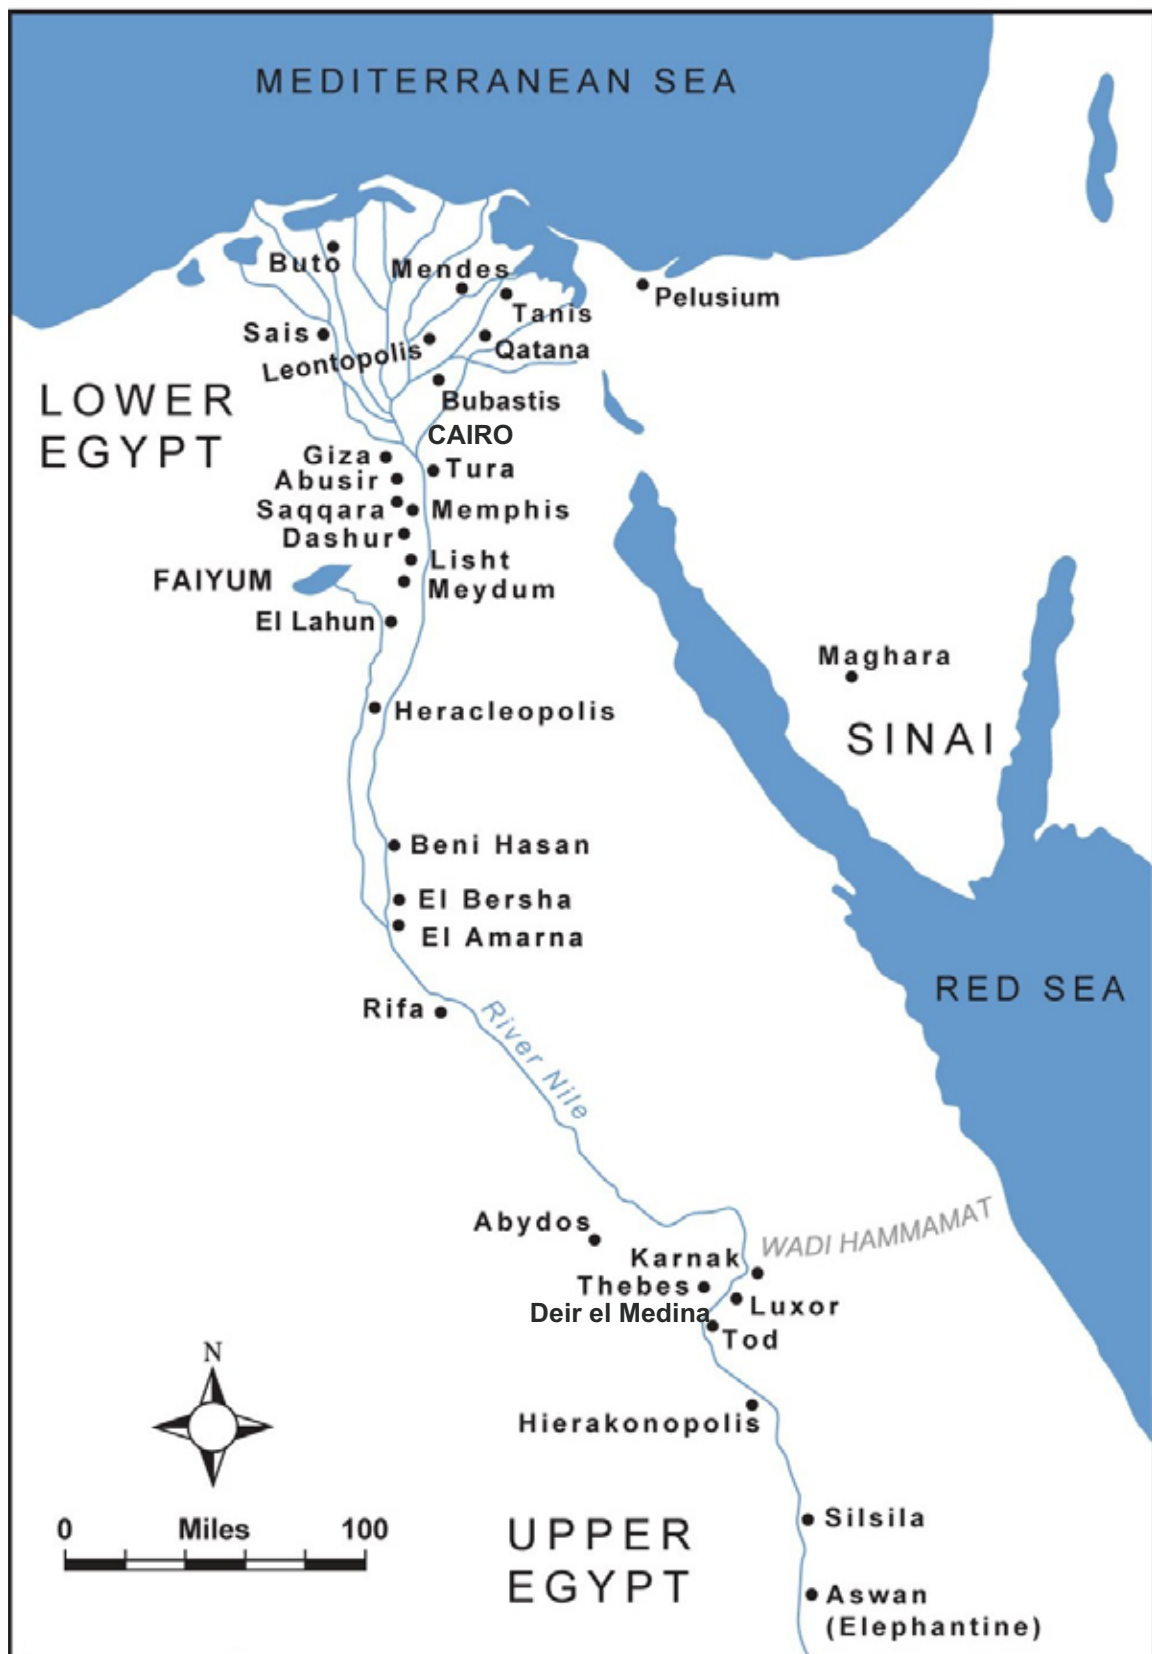 MEDITERRANEAN SEA
Buto
Mendes
Pelusium
Tanis
Sais
Leontopolis
Qatana
LOWER
EGYPT
Bubastis
CAIRO
Giza
Tura
Abusir
Saqqara
Memphis
Dashur
Lisht
FAIYUM
Meydum
El Lahun
Maghara
Heracleopolis
SINAI
Beni Hasan
El Bersha
El Amarna
RED SEA
Rifa
River Nile
Abydos
WADI HAMMAMAT
Karnak
Thebes
Luxor
Deir el Medina
Tod
N
Hierakonopolis
0 Miles 100
Silsila
UPPER
EGYPT
Aswan
(Elephantine)